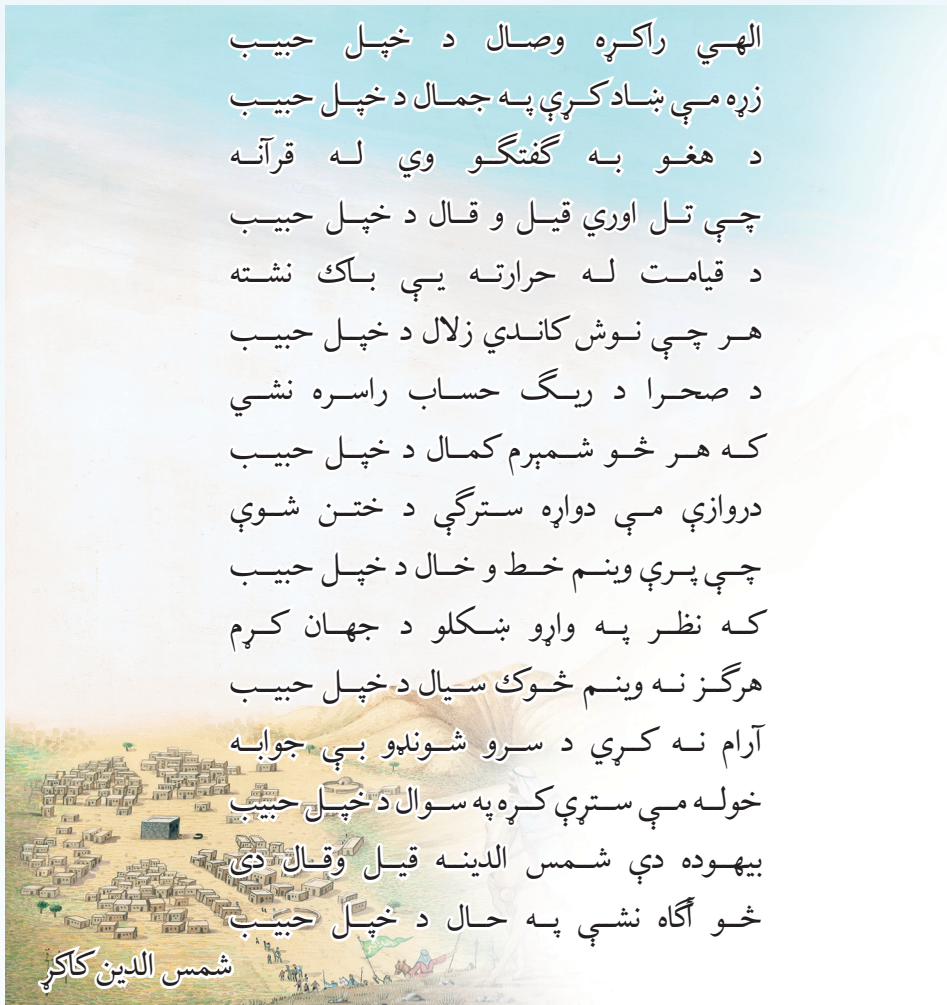 الهي راکړه وصال د خپل حبيب
زړه مې ښاد کړې په جمال د خپل حبيب
د هغو به گفتگو وي له قرآنه
چې تل اوري قيل و قال د خپل حبيب
د قيامت له حرارته يې باک نشته
هر چې نوش کاندي زلال د خپل حبيب
د صحرا د ريگ حساب راسره نشي
که هر څو شمېرم کمال د خپل حبيب
دروازې مې دواړه سترگې د ختن شوې
چې پرې وينم خط و خال د خپل حبيب
که نظر په واړو ښکلو د جهان کړم
هرگز نه وينم څوک سيال د خپل حبيب
آرام نه کړي د سرو شونډو بې جوابه
خوله مې ستړې کړه په سوال د خپل حبيب
بيهوده دې شمس الدينه قيل وقال دی
څو آگاه نشې په حال د خپل حبيب
شمس الدين کاکړ